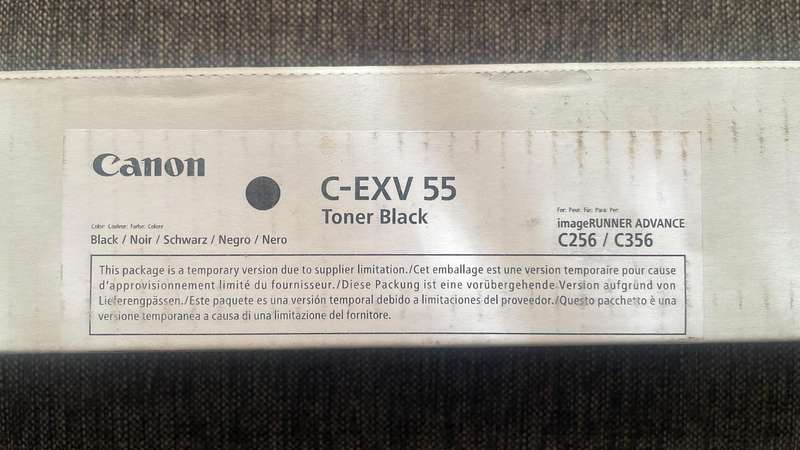 Canon
C-EXV 55
Toner Black
Color: Couleur: Farbe: Colore
Black / Noir / Schwarz / Negro / Nero
For: Pour: Für: Para: Per
imageRUNNER ADVANCE
C256 / C356
This package is a temporary version due to supplier limitation./Cet emballage est une version temporaire pour cause
d'approvisionnement limité du fournisseur./Diese Packung ist eine vorübergehende Version aufgrund von
Lieferengpässen./Este paquete es una versión temporal debido a limitaciones del proveedor./Questo pacchetto è una
versione temporanea a causa di una limitazione del fornitore.